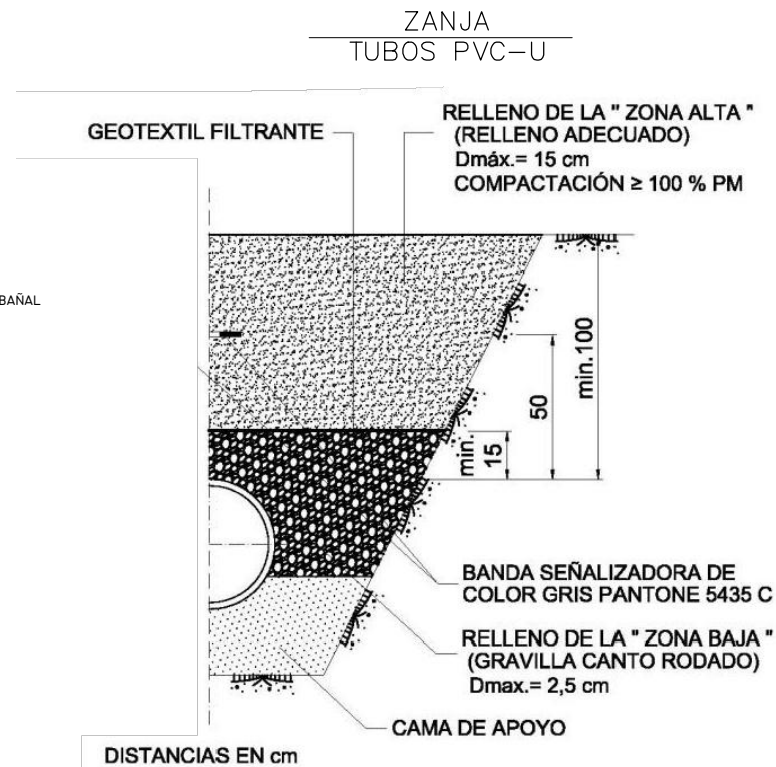 ZANJA
TUBOS PVC-U
GEOTEXTIL FILTRANTE
RELLENO DE LA " ZONA ALTA "
(RELLENO ADECUADO)
Dmáx.= 15 cm
COMPACTACIÓN ≥ 100 % PM
BAÑAL
min.100
50
min.
15
BANDA SEÑALIZADORA DE
COLOR GRIS PANTONE 5435 C
RELLENO DE LA " ZONA BAJA "
(GRAVILLA CANTO RODADO)
Dmax.= 2,5 cm
CAMA DE APOYO
DISTANCIAS EN cm